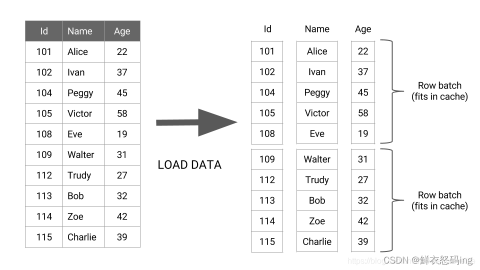 Id Name Age
101 Alice 22
102 Ivan 37
104 Peggy 45
105 Victor 58
108 Eve 19
109 Walter 31
112 Trudy 27
113 Bob 32
114 Zoe 42
115 Charlie 39
LOAD DATA
Id Name Age
101 Alice 22
102 Ivan 37
104 Peggy 45
105 Victor 58
108 Eve 19
Row batch
(fits in cache)
109 Walter 31
112 Trudy 27
113 Bob 32
114 Zoe 42
115 Charlie 39
Row batch
(fits in cache)
CSDN @鲜衣怒码ing